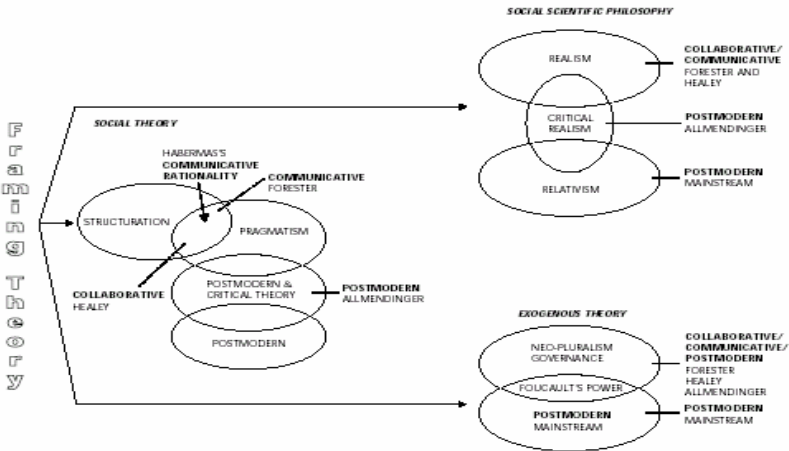 Framing Theory
SOCIAL THEORY
HABERMAS'S
COMMUNICATIVE
RATIONALITY
COMMUNICATIVE
FORESTER
STRUCTURATION
PRAGMATISM
COLLABORATIVE
HEALEY
POSTMODERN &
CRITICAL THEORY
POSTMODERN
ALLMENDINGER
POSTMODERN
SOCIAL SCIENTIFIC PHILOSOPHY
REALISM
COLLABORATIVE/
COMMUNICATIVE
FORESTER AND
HEALEY
CRITICAL
REALISM
POSTMODERN
ALLMENDINGER
RELATIVISM
POSTMODERN
MAINSTREAM
EXOGENOUS THEORY
NEO-PLURALISM
GOVERNANCE
COLLABORATIVE/
COMMUNICATIVE/
POSTMODERN
FORESTER
HEALEY
ALLMENDINGER
FOUCAULT'S POWER
POSTMODERN
MAINSTREAM
POSTMODERN
MAINSTREAM